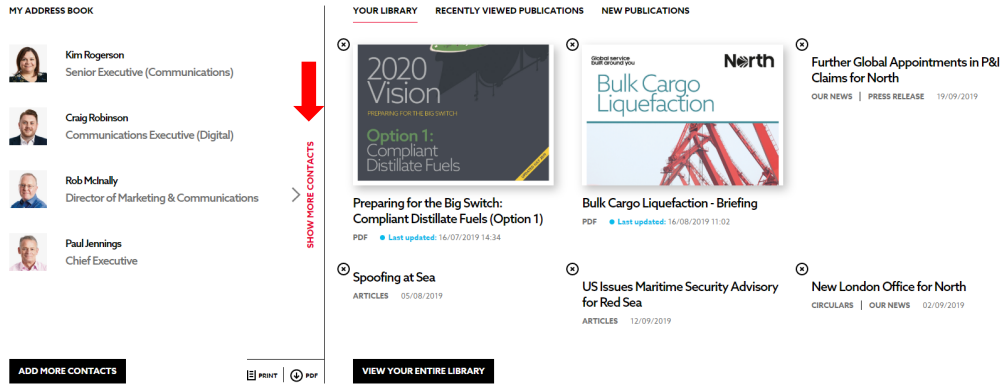 MY ADDRESS BOOK
Kim Rogerson
Senior Executive (Communications)
Craig Robinson
Communications Executive (Digital)
Rob McInally
Director of Marketing & Communications
Paul Jennings
Chief Executive
SHOW MORE CONTACTS
ADD MORE CONTACTS
PRINT
PDF
YOUR LIBRARY
RECENTLY VIEWED PUBLICATIONS
NEW PUBLICATIONS
2020
Vision
PREPARING FOR THE BIG SWITCH
Option 1:
Compliant
Distillate Fuels
Preparing for the Big Switch:
Compliant Distillate Fuels (Option 1)
PDF Last updated: 16/07/2019 14:34
Global service
built around you
North
Bulk Cargo
Liquefaction
Bulk Cargo Liquefaction - Briefing
PDF Last updated: 16/08/2019 11:02
Further Global Appointments in P&I
Claims for North
OUR NEWS | PRESS RELEASE 19/09/2019
Spoofing at Sea
ARTICLES 05/08/2019
US Issues Maritime Security Advisory
for Red Sea
ARTICLES 12/09/2019
New London Office for North
CIRCULARS | OUR NEWS 02/09/2019
VIEW YOUR ENTIRE LIBRARY